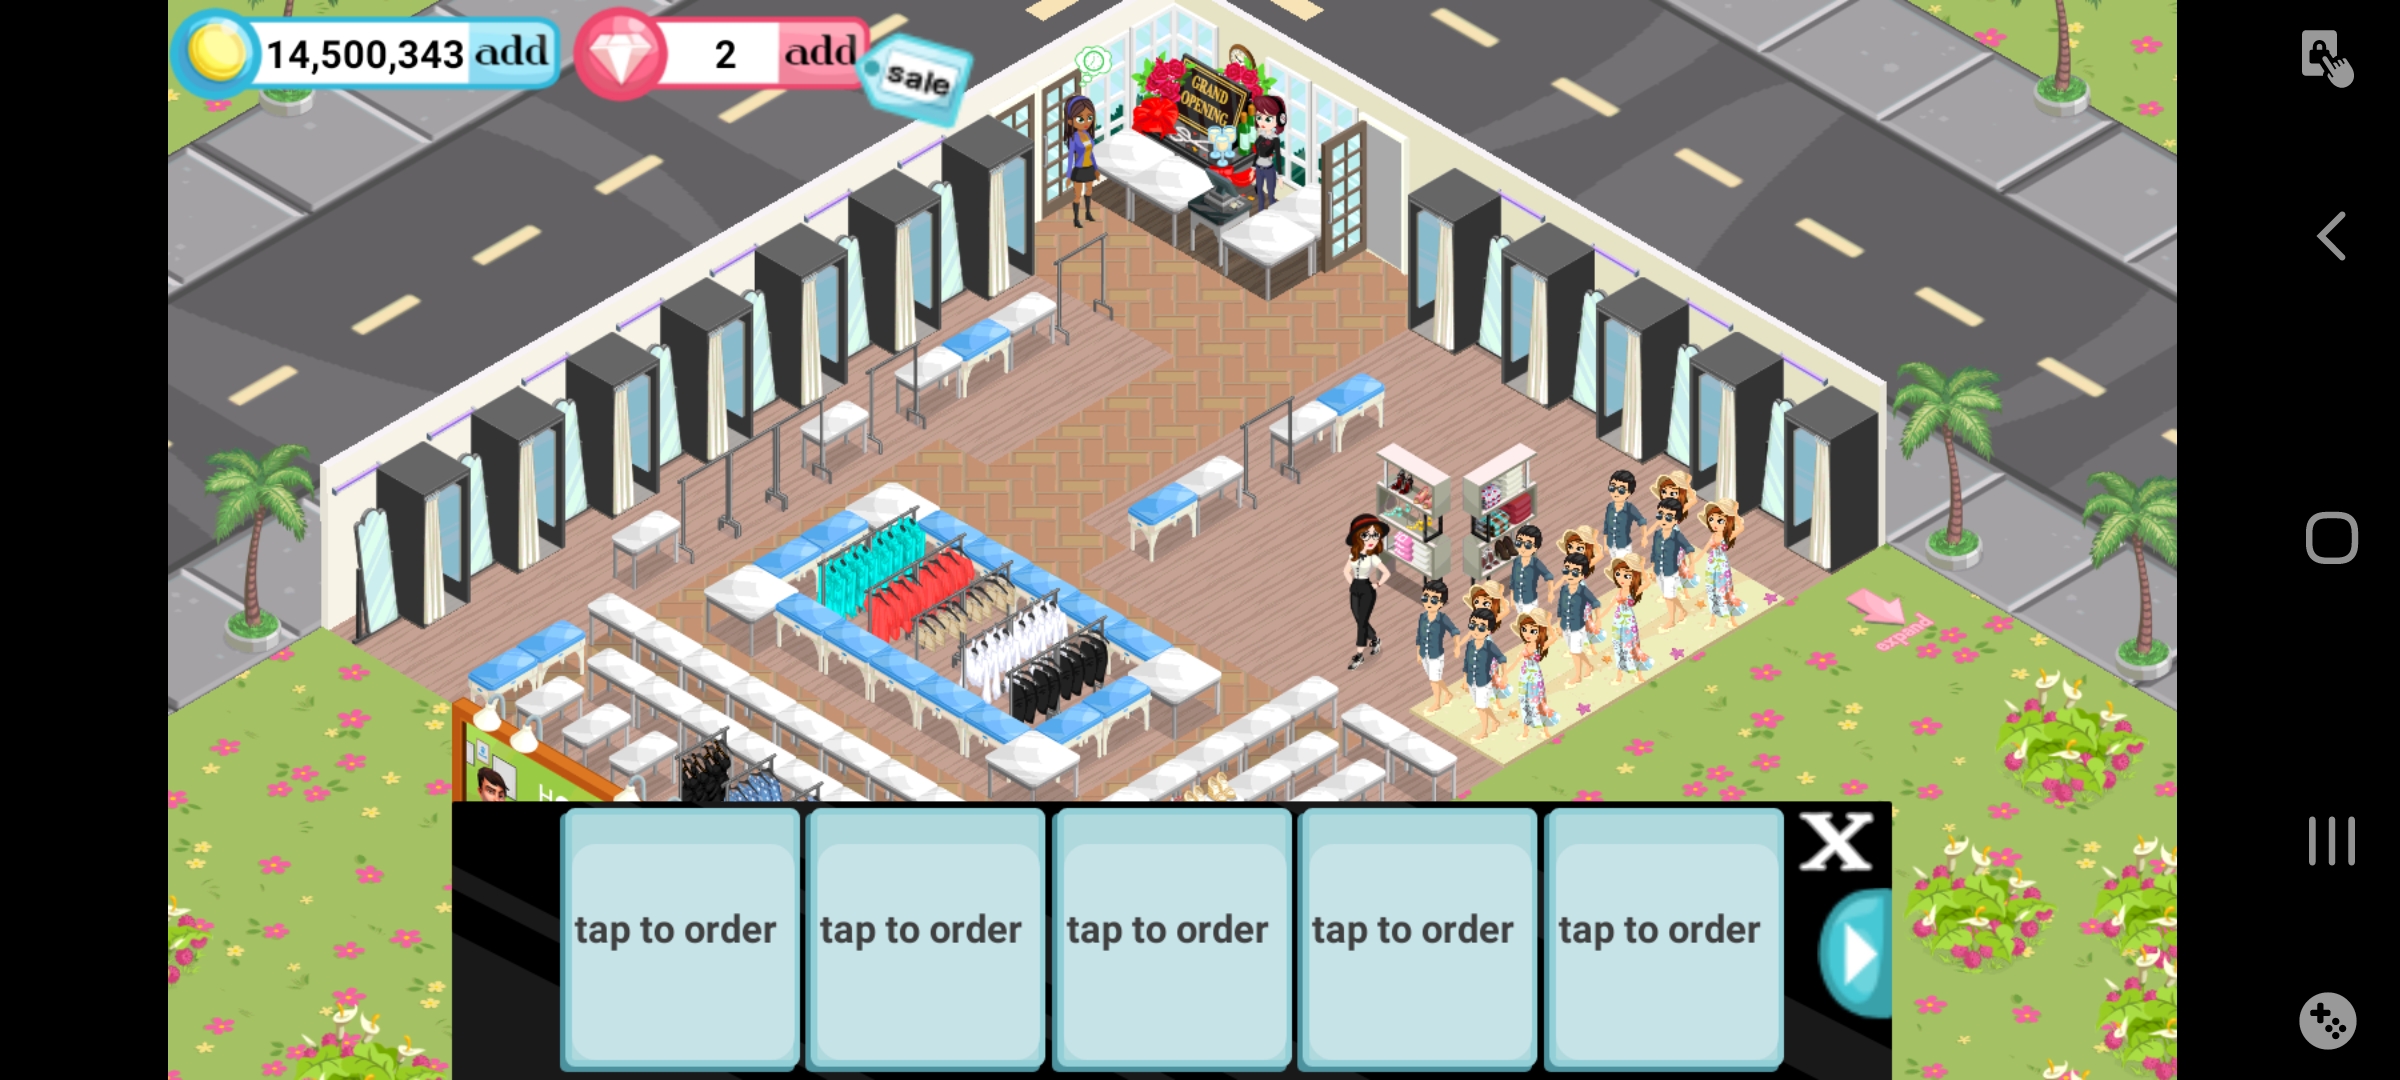 14,500,343 add
2 add
sale
GRAND
OPENING
expand
tap to order
tap to order
tap to order
tap to order
tap to order
X